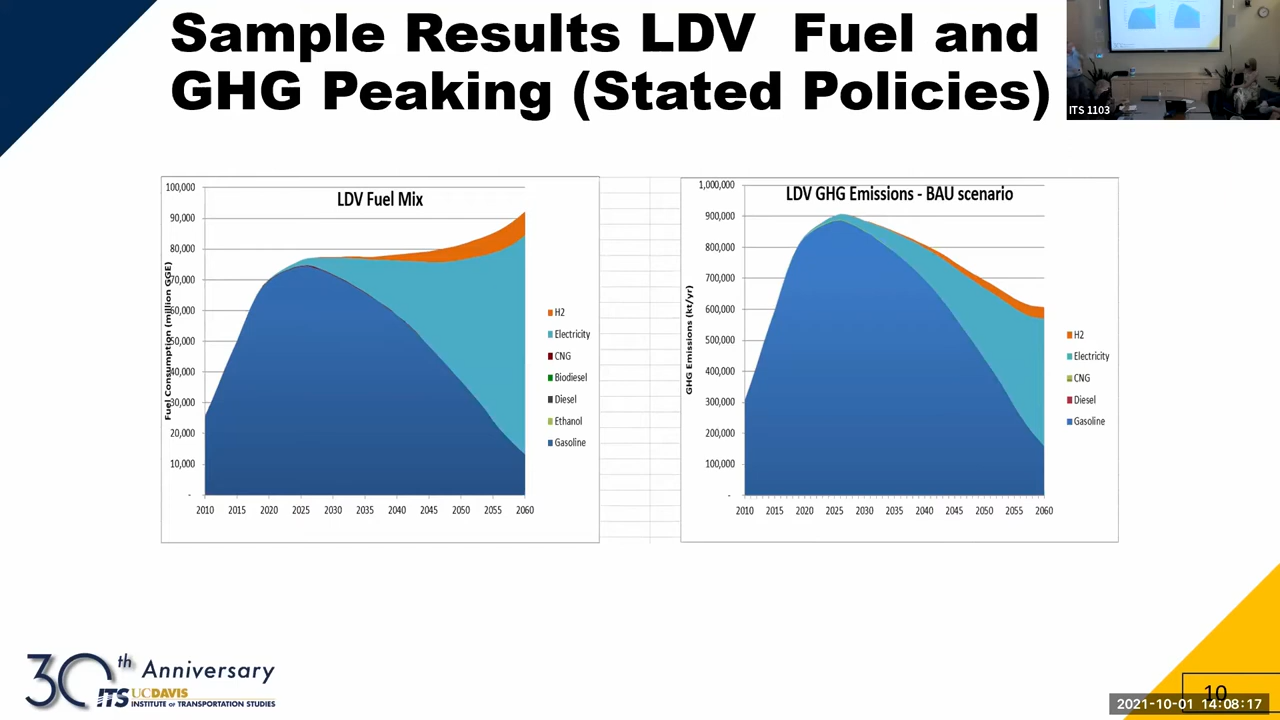 Sample Results LDV  Fuel and
GHG Peaking (Stated Policies)
ITS 1103
LDV Fuel Mix
Fuel Consumption (million GGE)
100,000
90,000
80,000
70,000
60,000
50,000
40,000
30,000
20,000
10,000
-
2010 2015 2020 2025 2030 2035 2040 2045 2050 2055 2060
H2
Electricity
CNG
Biodiesel
Diesel
Ethanol
Gasoline
LDV GHG Emissions - BAU scenario
GHG Emissions (kt/yr)
1,000,000
900,000
800,000
700,000
600,000
500,000
400,000
300,000
200,000
100,000
-
2010 2015 2020 2025 2030 2035 2040 2045 2050 2055 2060
H2
Electricity
CNG
Diesel
Gasoline
30th Anniversary
ITS UCDAVIS
INSTITUTE OF TRANSPORTATION STUDIES
10
2021-10-01 14:08:17